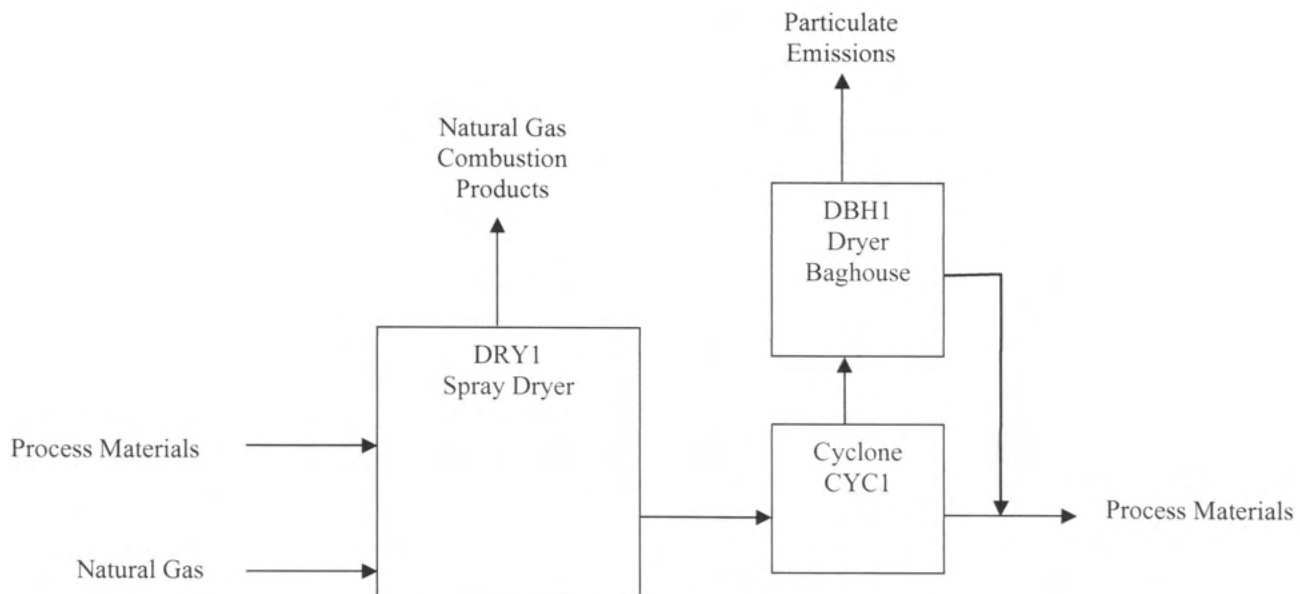 Particulate
Emissions
Natural Gas
Combustion
Products
DBH1
Dryer
Baghouse
DRY1
Spray Dryer
Process Materials
Cyclone
CYC1
Process Materials
Natural Gas